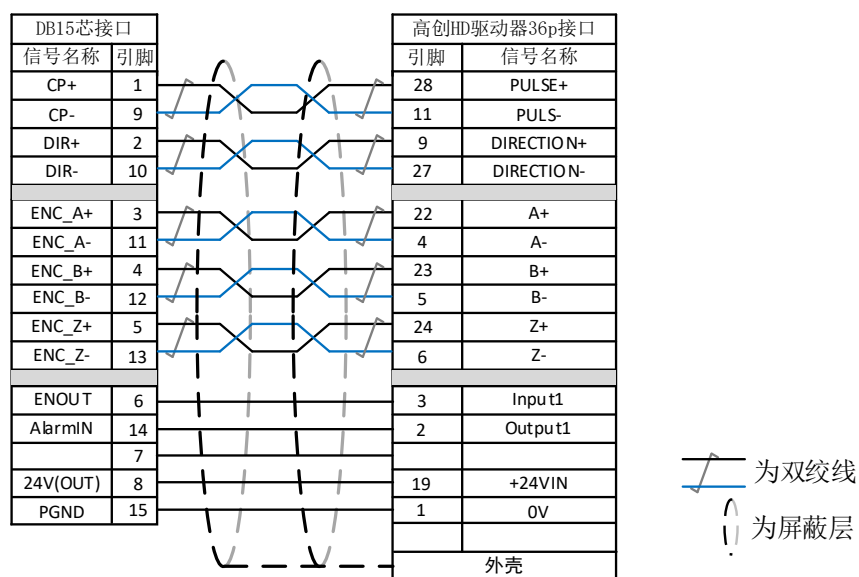 DB15芯接口 高创HD驱动器36p接口
信号名称 引脚 引脚 信号名称
CP+ 1 28 PULSE+
CP- 9 11 PULS-
DIR+ 2 9 DIRECTION+
DIR- 10 27 DIRECTION-
ENC_A+ 3 22 A+
ENC_A- 11 4 A-
ENC_B+ 4 23 B+
ENC_B- 12 5 B-
ENC_Z+ 5 24 Z+
ENC_Z- 13 6 Z-
ENOUT 6 3 Input1
AlarmIN 14 2 Output1
7
24V(OUT) 8 19 +24VIN
PGND 15 1 0V
外壳
为双绞线
为屏蔽层